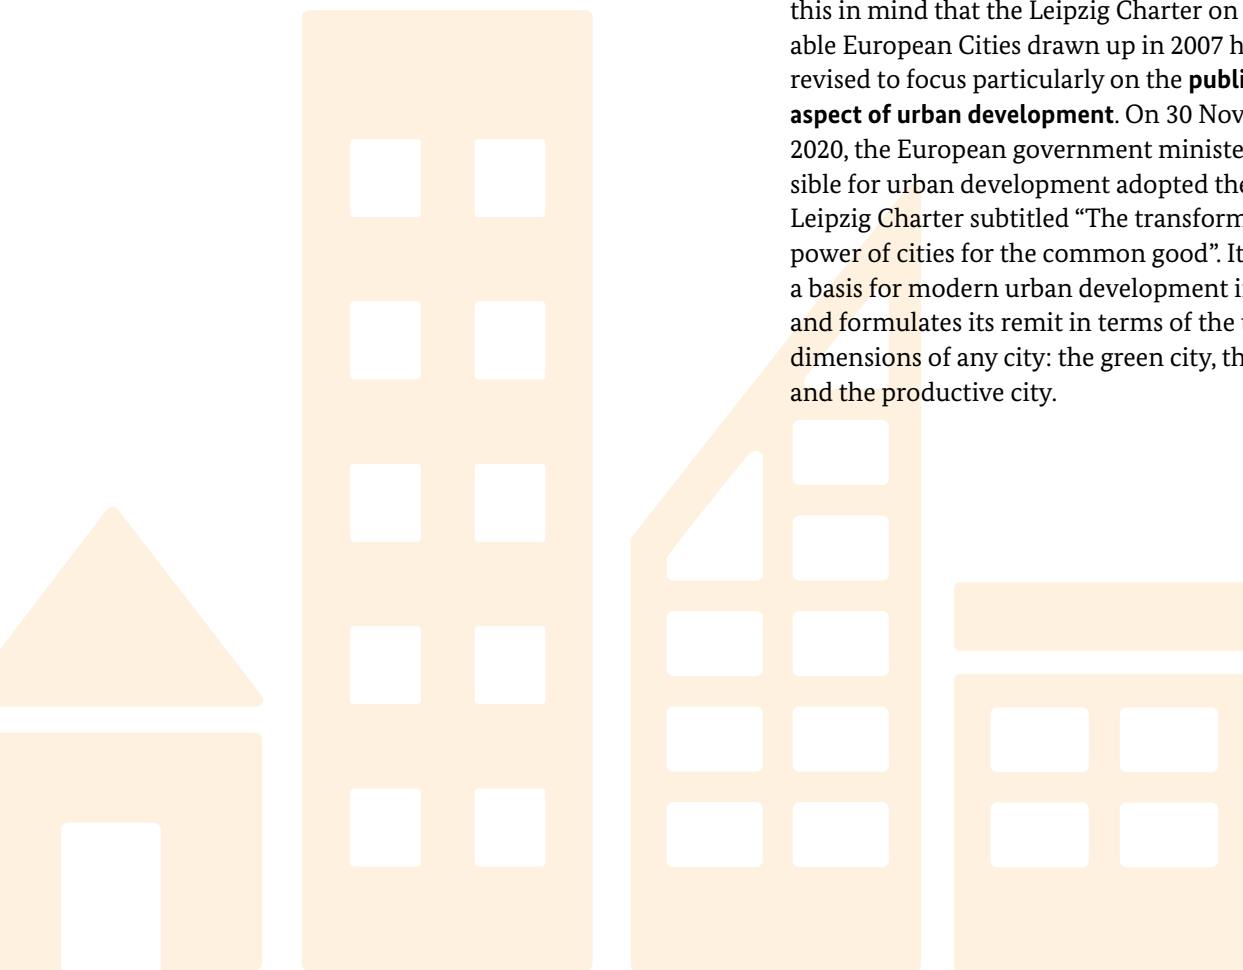 this in mind that the Leipzig Charter on
able European Cities drawn up in 2007 h
revised to focus particularly on the publi
aspect of urban development. On 30 Nov
2020, the European government ministe
sible for urban development adopted the
Leipzig Charter subtitled “The transform
power of cities for the common good”. It
a basis for modern urban development i
and formulates its remit in terms of the t
dimensions of any city: the green city, th
and the productive city.